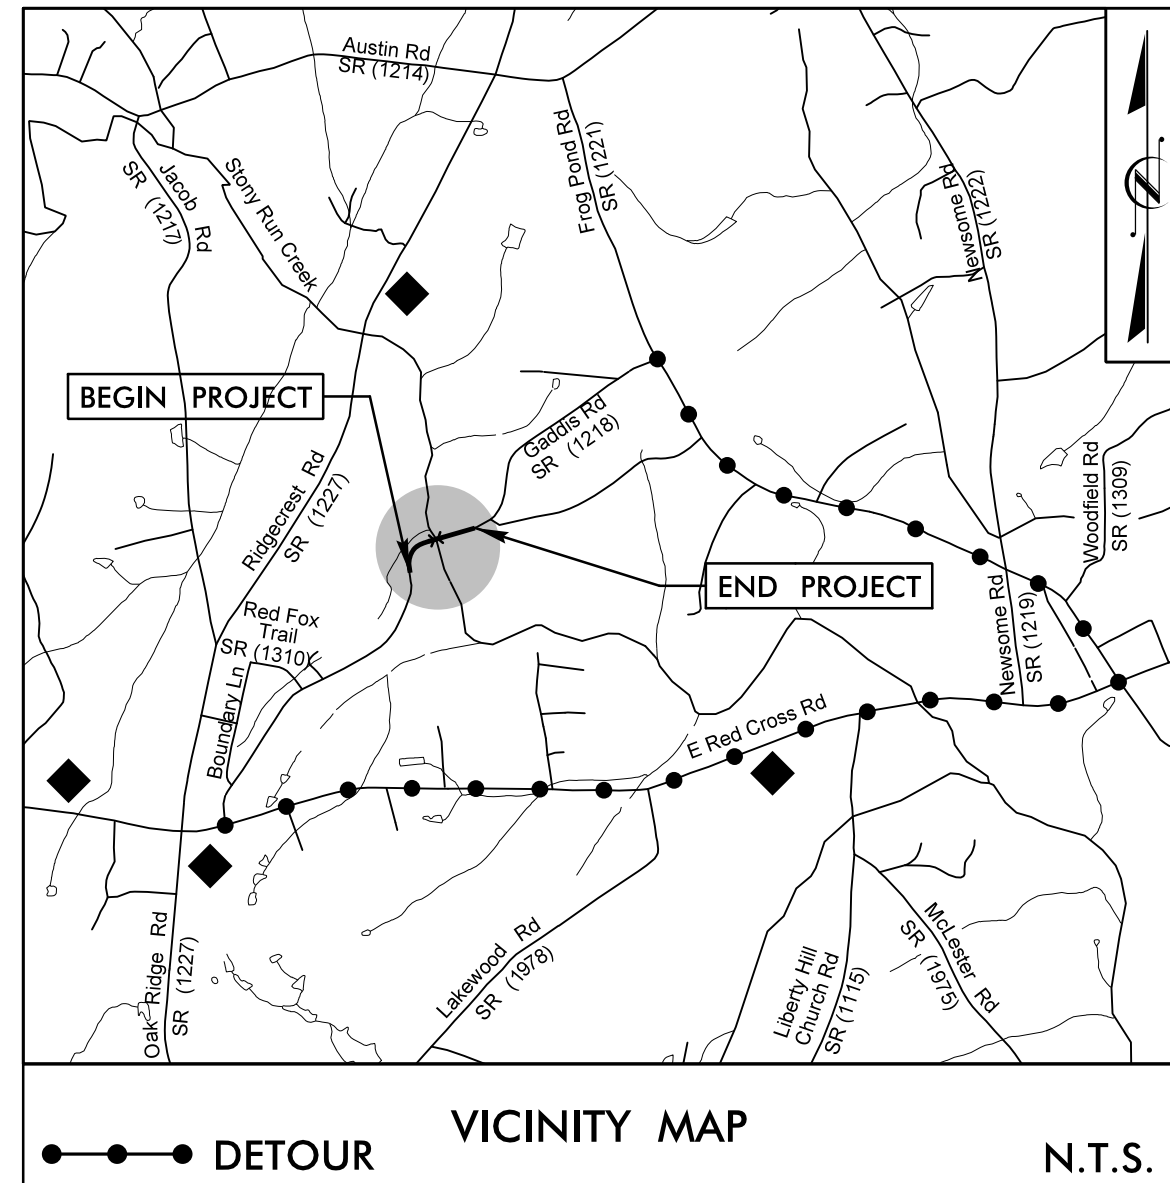 Austin Rd
SR (1214)
Frog Pond Rd
SR (1221)
Newsome Rd
SR (1222)
Jacob Rd
SR (1217)
Stony Run Creek
BEGIN PROJECT
Gaddis Rd
SR (1218)
Woodfield Rd
SR (1309)
Ridgecrest Rd
SR (1227)
END PROJECT
Red Fox
Trail
SR (1310)
Newsome Rd
SR (1219)
Boundary Ln
E Red Cross Rd
Oak Ridge Rd
SR (1227)
Lakewood Rd
SR (1978)
Liberty Hill
Church Rd
SR (1115)
McLester Rd
SR (1975)
VICINITY MAP
DETOUR
N.T.S.